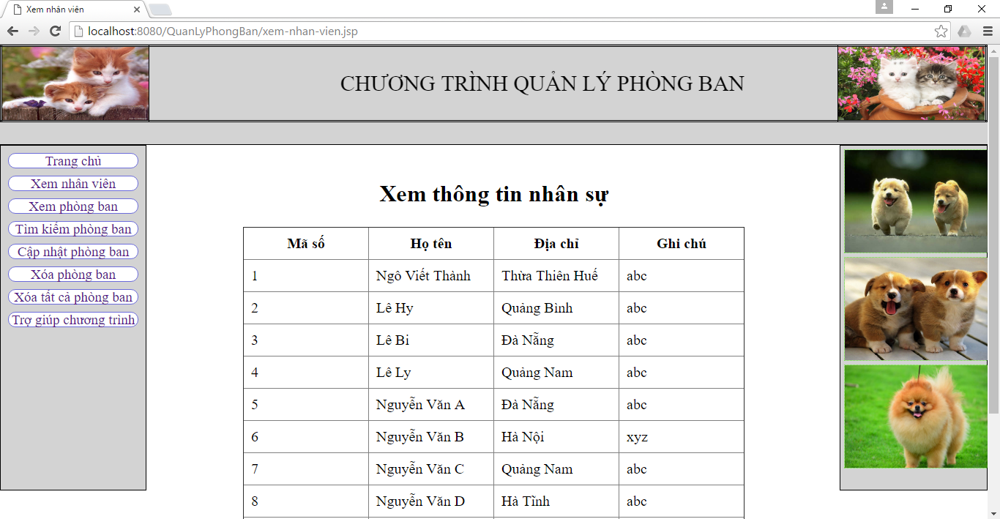 Xem nhân viên
localhost:8080/QuanLyPhongBan/xem-nhan-vien.jsp
CHƯƠNG TRÌNH QUẢN LÝ PHÒNG BAN
Trang chủ
Xem nhân viên
Xem phòng ban
Tìm kiếm phòng ban
Cập nhật phòng ban
Xóa phòng ban
Xóa tất cả phòng ban
Trợ giúp chương trình
Xem thông tin nhân sự
Mã số Họ tên Địa chỉ Ghi chú
1 Ngô Viết Thành Thừa Thiên Huế abc
2 Lê Hy Quảng Bình abc
3 Lê Bi Đà Nẵng abc
4 Lê Ly Quảng Nam abc
5 Nguyễn Văn A Đà Nẵng abc
6 Nguyễn Văn B Hà Nội xyz
7 Nguyễn Văn C Quảng Nam abc
8 Nguyễn Văn D Hà Tĩnh abc